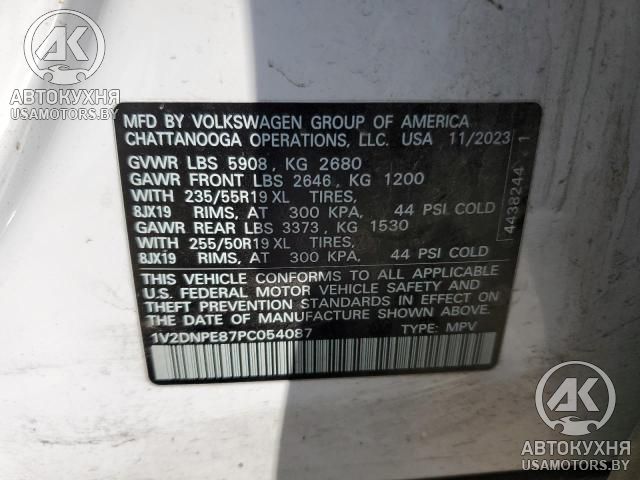 AK
АВТОКУХНЯ
USAMOTORS.BY
MFD BY VOLKSWAGEN GROUP OF AMERICA
CHATTANOOGA OPERATIONS, LLC. USA 11/2023
GVWR LBS 5908, KG 2680
GAWR FRONT LBS 2646, KG 1200
WITH 235/55R19 XL TIRES,
8JX19 RIMS, AT 300 KPA, 44 PSI COLD
GAWR REAR LBS 3373, KG 1530
WITH 255/50R19 XL TIRES,
8JX19 RIMS, AT 300 KPA, 44 PSI COLD
THIS VEHICLE CONFORMS TO ALL APPLICABLE
U.S. FEDERAL MOTOR VEHICLE SAFETY AND
THEFT PREVENTION STANDARDS IN EFFECT ON
THE DATE OF MANUFACTURE SHOWN ABOVE.
1V2DNPE87PC054087 TYPE: MPV
4438244 1
AK
АВТОКУХНЯ
USAMOTORS.BY